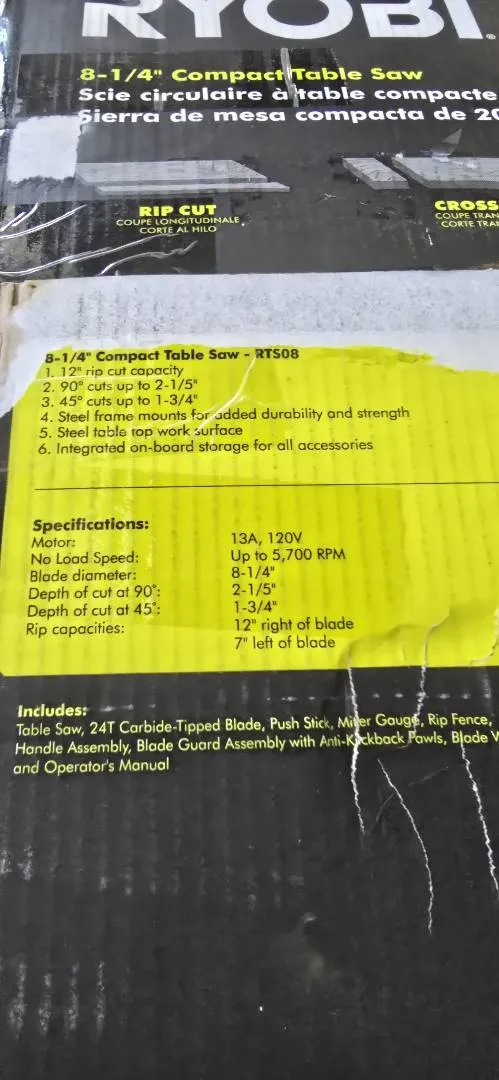 RYOBI
8-1/4" Compact Table Saw
Scie circulaire à table compacte
Sierra de mesa compacta de
RIP CUT
COUPE LONGITUDINALE
CORTE AL HILO
CROSS
COUPE
CORTE
8-1/4" Compact Table Saw - RTS08
1. 12" rip cut capacity
2. 90° cuts up to 2-1/5"
3. 45° cuts up to 1-3/4"
4. Steel frame mounts for added durability and strength
5. Steel table top work surface
6. Integrated on-board storage for all accessories
Specifications:
Motor: 13A, 120V
No Load Speed: Up to 5,700 RPM
Blade diameter: 8-1/4"
Depth of cut at 90°: 2-1/5"
Depth of cut at 45°: 1-3/4"
Rip capacities: 12" right of blade
7" left of blade
Includes:
Table Saw, 24T Carbide-Tipped Blade, Push Stick, Miter Gauge, Rip Fence,
Handle Assembly, Blade Guard Assembly with Anti-Kickback Pawls, Blade
and Operator's Manual